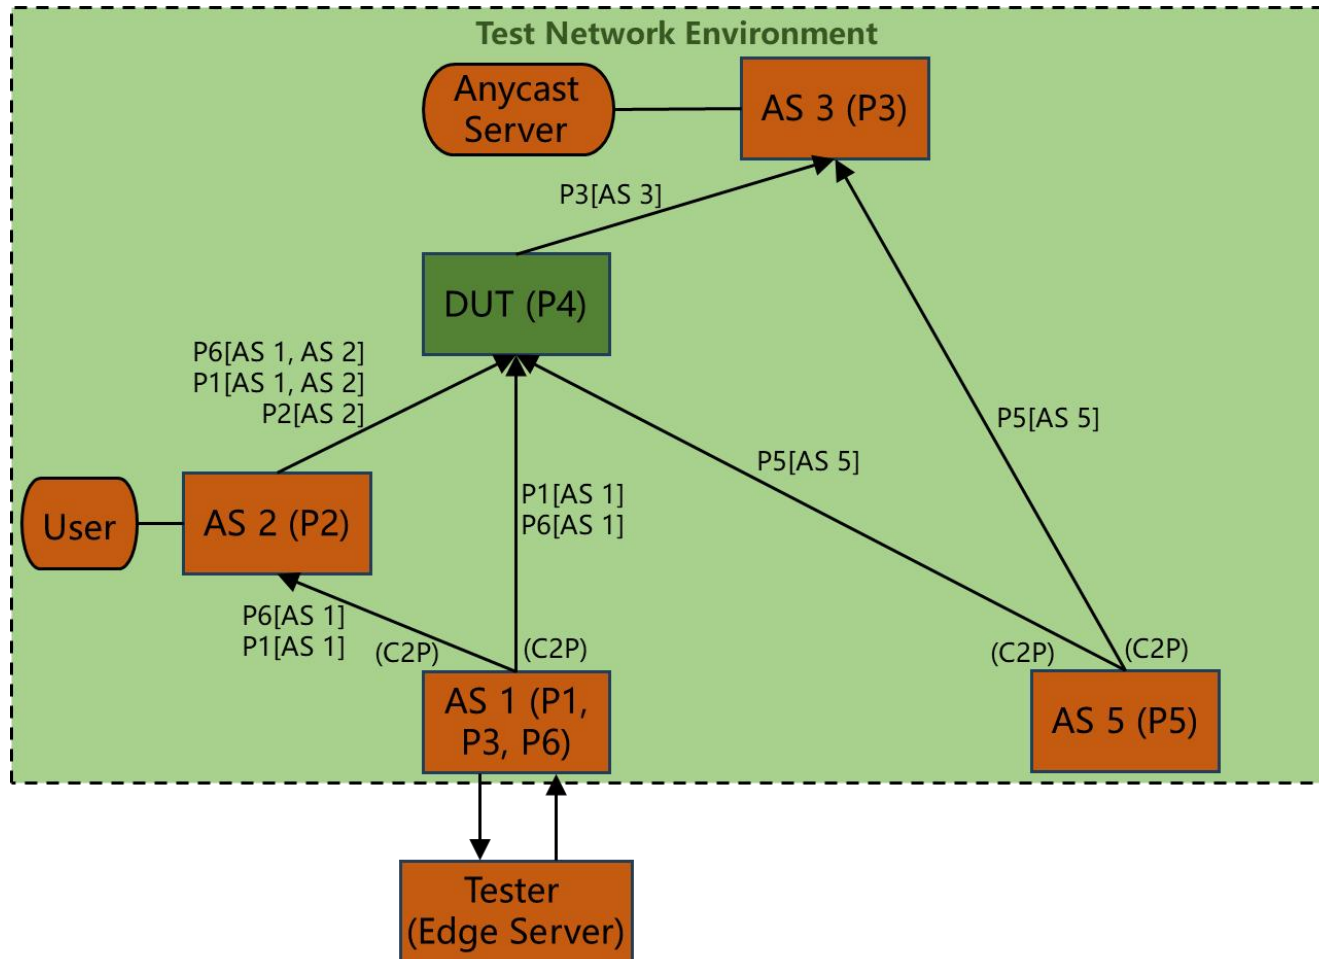 Test Network Environment
Anycast
Server
AS 3 (P3)
P3[AS 3]
DUT (P4)
P6[AS 1, AS 2]
P1[AS 1, AS 2]
P2[AS 2]
P5[AS 5]
P5[AS 5]
User
AS 2 (P2)
P1[AS 1]
P6[AS 1]
P6[AS 1]
P1[AS 1]
(C2P)
(C2P)
(C2P)
(C2P)
AS 1 (P1,
P3, P6)
AS 5 (P5)
Tester
(Edge Server)